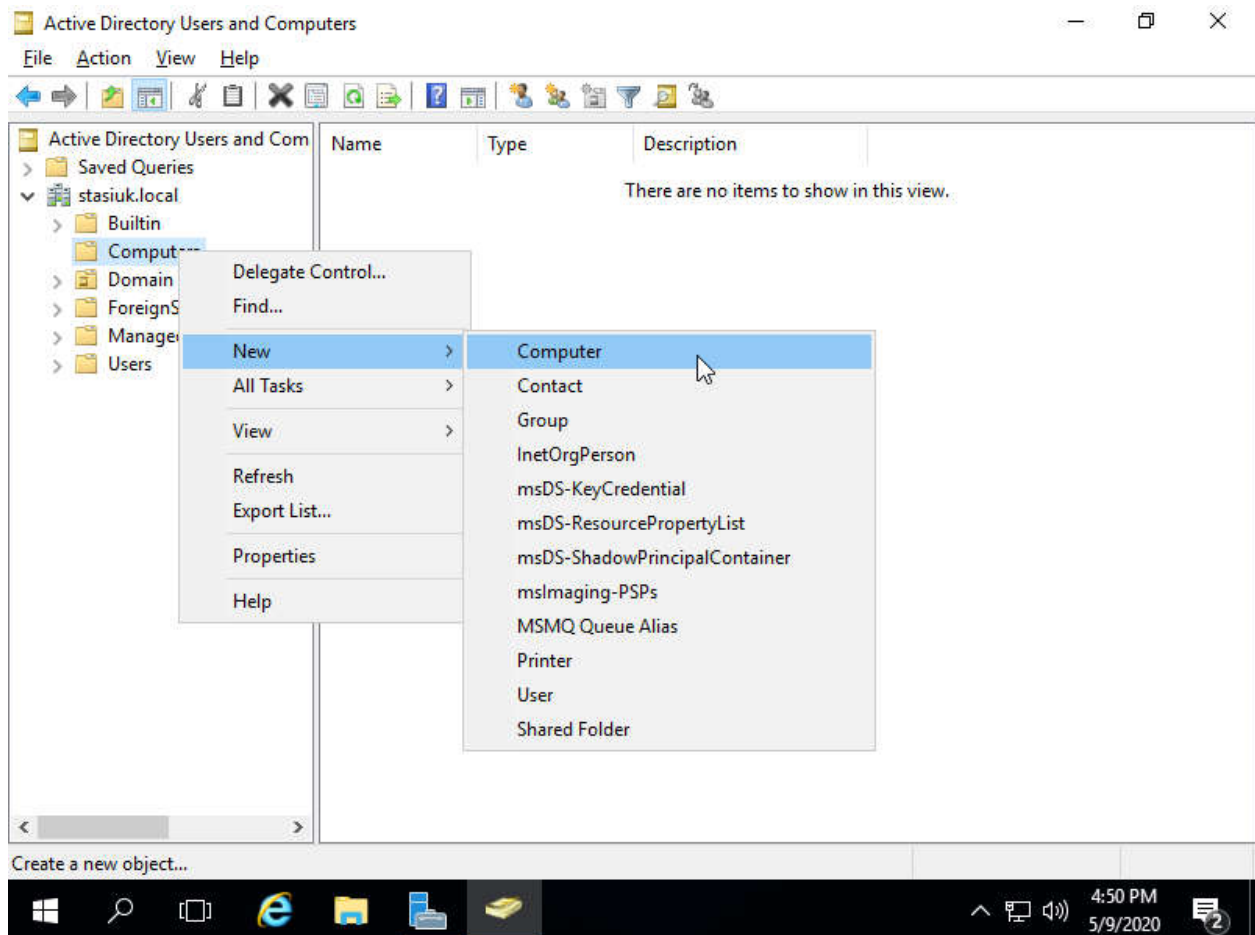 Active Directory Users and Computers
File Action View Help
Active Directory Users and Com
Saved Queries
stasiuk.local
Builtin
Computers
Domain
ForeignS
Manage
Users
Name Type Description
There are no items to show in this view.
Delegate Control...
Find...
New
All Tasks
View
Refresh
Export List...
Properties
Help
Computer
Contact
Group
InetOrgPerson
msDS-KeyCredential
msDS-ResourcePropertyList
msDS-ShadowPrincipalContainer
msImaging-PSPs
MSMQ Queue Alias
Printer
User
Shared Folder
Create a new object...
4:50 PM
5/9/2020
2